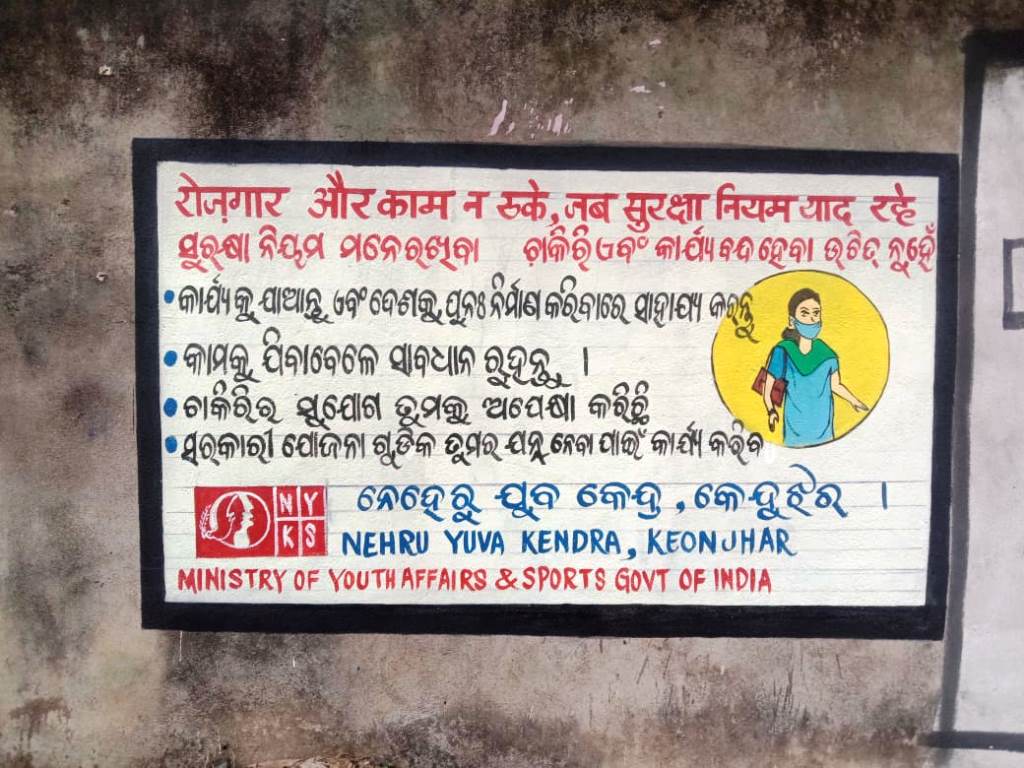 रोज़गार और काम न रुके, जब सुरक्षा नियम याद रहे
ସୁରକ୍ଷା ନିୟମ ମନେରଖିବା ଚାକିରି ଏବଂ କାର୍ଯ୍ୟ ବନ୍ଦ ହେବା ଉଚିତ୍ ନୁହେଁ
• କାର୍ଯ୍ୟକୁ ଯାଆନ୍ତୁ ଏବଂ ଦେଶକୁ ପୁନଃ ନିର୍ମାଣ କରିବାରେ ସାହାଯ୍ୟ କରନ୍ତୁ
• କାମକୁ ଯିବାବେଳେ ସାବଧାନ ରୁହନ୍ତୁ ।
• ଚାକିରିର ସୁଯୋଗ ତୁମକୁ ଅପେକ୍ଷା କରିଛି
• ସରକାରୀ ଯୋଜନା ଗୁଡିକ ତୁମର ଯତ୍ନ ନେବା ପାଇଁ କାର୍ଯ୍ୟ କରିବ
NYKS
ନେହେରୁ ଯୁବ କେନ୍ଦ୍ର, କେନ୍ଦୁଝର ।
NEHRU YUVA KENDRA, KEONJHAR
MINISTRY OF YOUTH AFFAIRS & SPORTS GOVT OF INDIA